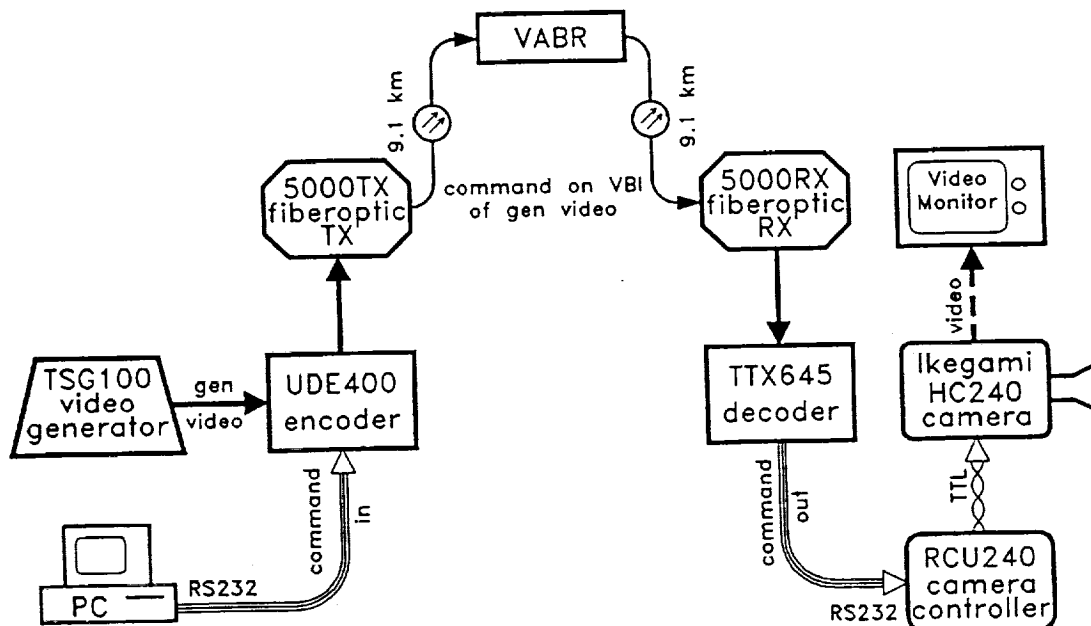 VABR
9.1 km
9.1 km
5000TX
fiberoptic
TX
command on VBI
of gen video
5000RX
fiberoptic
RX
Video
Monitor
video
TSG100
video
generator
gen
video
UDE400
encoder
TTX645
decoder
Ikegami
HC240
camera
command
in
command
out
TTL
PC
RS232
RS232
RCU240
camera
controller